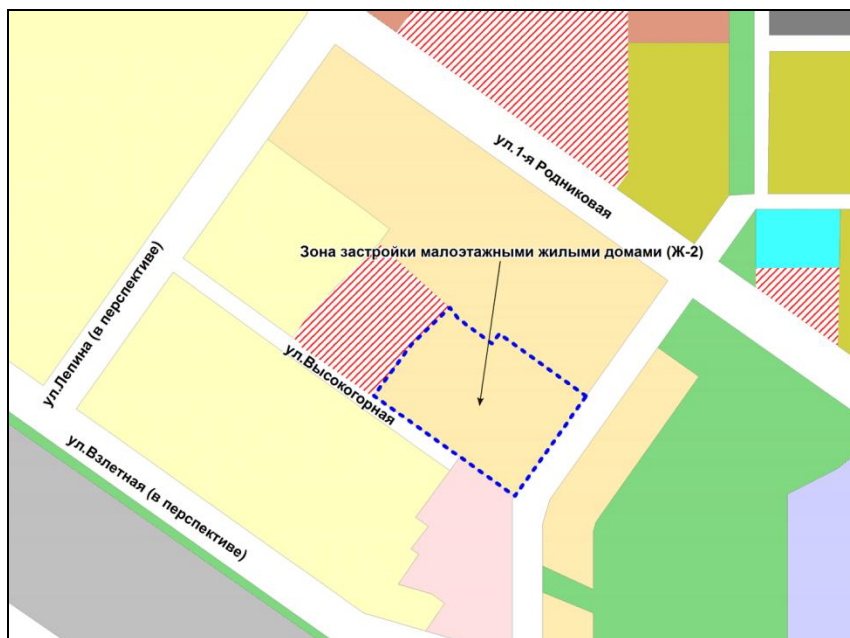 ул.1-я Родниковая
Зона застройки малоэтажными жилыми домами (Ж-2)
ул.Лепина (в перспективе)
ул.Высокогорная
ул.Взлетная (в перспективе)